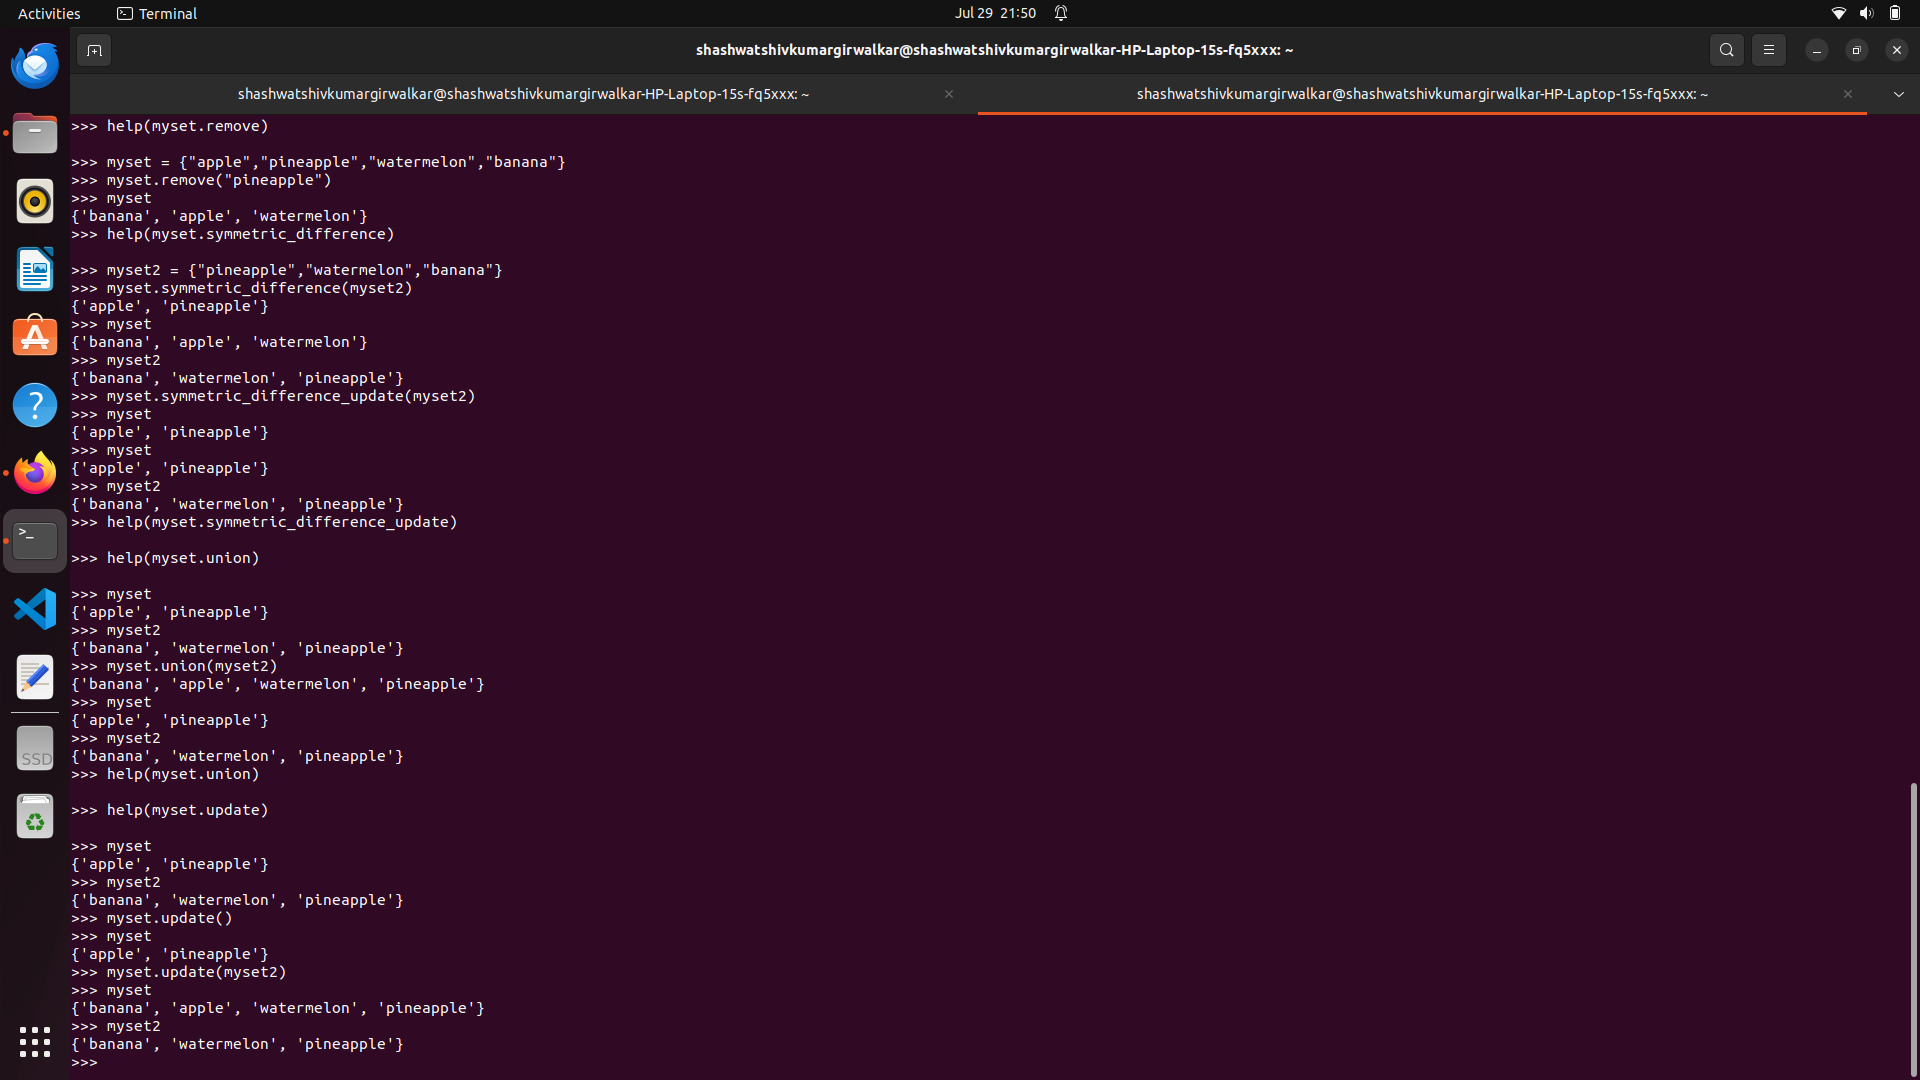 Activities
Terminal
Jul 29 21:50
shashwatshivkumargirwalkar@shashwatshivkumargirwalkar-HP-Laptop-15s-fq5xxx: ~
shashwatshivkumargirwalkar@shashwatshivkumargirwalkar-HP-Laptop-15s-fq5xxx: ~
shashwatshivkumargirwalkar@shashwatshivkumargirwalkar-HP-Laptop-15s-fq5xxx: ~
>>> help(myset.remove)
>>> myset = {"apple","pineapple","watermelon","banana"}
>>> myset.remove("pineapple")
>>> myset
{'banana', 'apple', 'watermelon'}
>>> help(myset.symmetric_difference)
>>> myset2 = {"pineapple","watermelon","banana"}
>>> myset.symmetric_difference(myset2)
{'apple', 'pineapple'}
>>> myset
{'banana', 'apple', 'watermelon'}
>>> myset2
{'banana', 'watermelon', 'pineapple'}
>>> myset.symmetric_difference_update(myset2)
>>> myset
{'apple', 'pineapple'}
>>> myset
{'apple', 'pineapple'}
>>> myset2
{'banana', 'watermelon', 'pineapple'}
>>> help(myset.symmetric_difference_update)
>>> help(myset.union)
>>> myset
{'apple', 'pineapple'}
>>> myset2
{'banana', 'watermelon', 'pineapple'}
>>> myset.union(myset2)
{'banana', 'apple', 'watermelon', 'pineapple'}
>>> myset
{'apple', 'pineapple'}
>>> myset2
{'banana', 'watermelon', 'pineapple'}
>>> help(myset.union)
>>> help(myset.update)
>>> myset
{'apple', 'pineapple'}
>>> myset2
{'banana', 'watermelon', 'pineapple'}
>>> myset.update()
>>> myset
{'apple', 'pineapple'}
>>> myset.update(myset2)
>>> myset
{'banana', 'apple', 'watermelon', 'pineapple'}
>>> myset2
{'banana', 'watermelon', 'pineapple'}
>>>
SSD